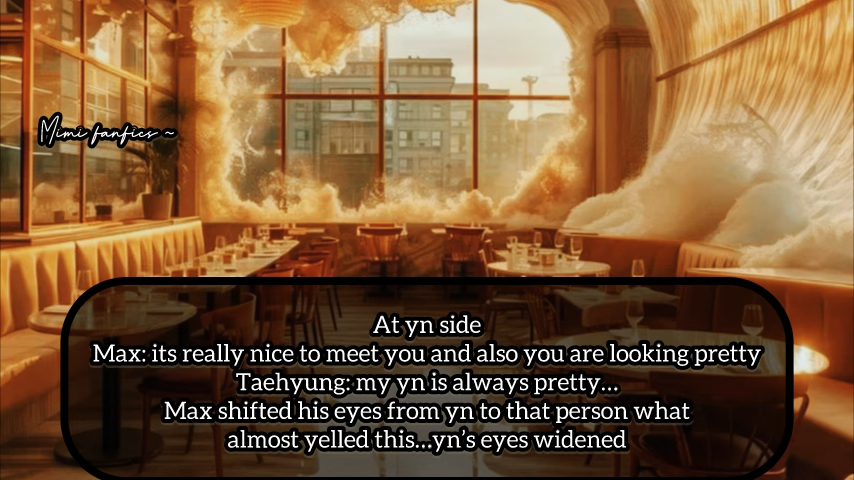 Mimi fanfics ~
At yn side
Max: its really nice to meet you and also you are looking pretty
Taehyung: my yn is always pretty...
Max shifted his eyes from yn to that person what
almost yelled this...yn's eyes widened